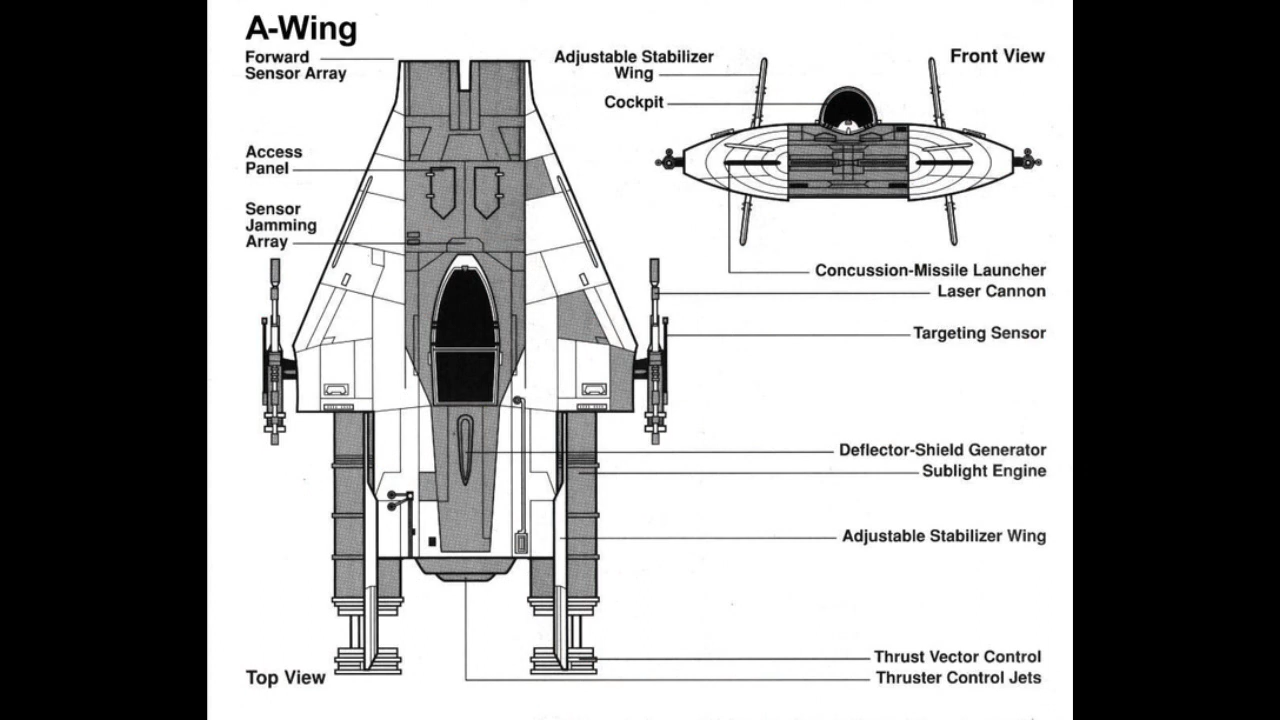 A-Wing
Forward
Sensor Array
Access
Panel
Sensor
Jamming
Array
Adjustable Stabilizer
Wing
Cockpit
Front View
Concussion-Missile Launcher
Laser Cannon
Targeting Sensor
Deflector-Shield Generator
Sublight Engine
Adjustable Stabilizer Wing
Thrust Vector Control
Thruster Control Jets
Top View